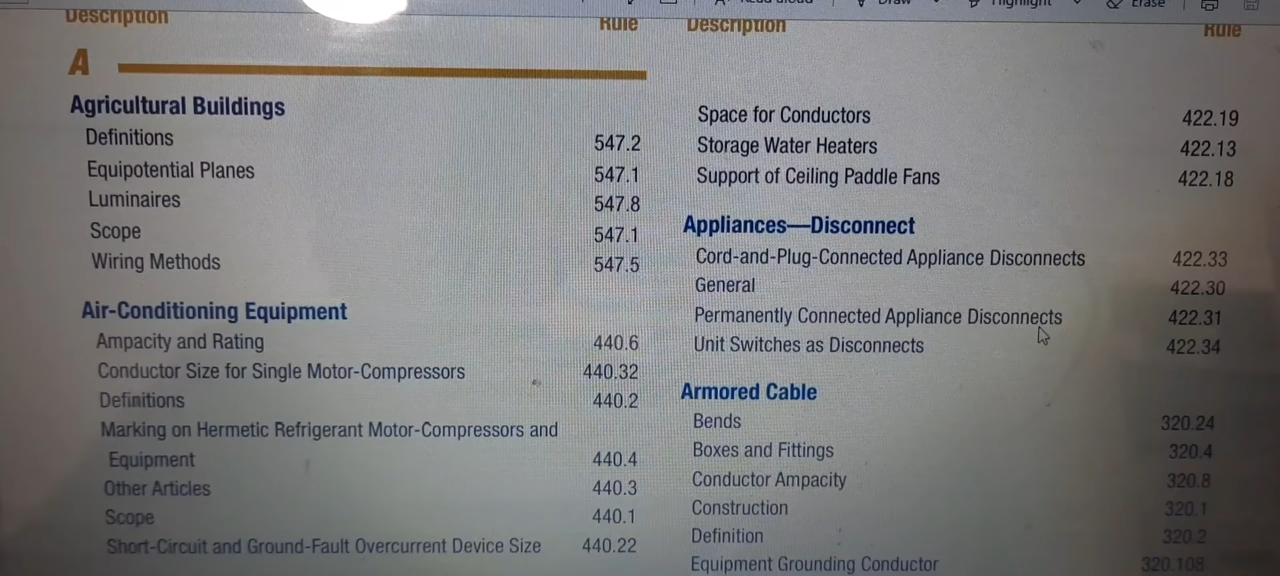 Read aloud Draw Highlight Erase
Description Rule
A
Agricultural Buildings
Definitions 547.2
Equipotential Planes 547.1
Luminaires 547.8
Scope 547.1
Wiring Methods 547.5
Air-Conditioning Equipment
Ampacity and Rating 440.6
Conductor Size for Single Motor-Compressors 440.32
Definitions 440.2
Marking on Hermetic Refrigerant Motor-Compressors and
Equipment 440.4
Other Articles 440.3
Scope 440.1
Short-Circuit and Ground-Fault Overcurrent Device Size 440.22
Description Rule
Space for Conductors 422.19
Storage Water Heaters 422.13
Support of Ceiling Paddle Fans 422.18
Appliances—Disconnect
Cord-and-Plug-Connected Appliance Disconnects 422.33
General 422.30
Permanently Connected Appliance Disconnects 422.31
Unit Switches as Disconnects 422.34
Armored Cable
Bends 320.24
Boxes and Fittings 320.4
Conductor Ampacity 320.8
Construction 320.1
Definition 320.2
Equipment Grounding Conductor 320.108